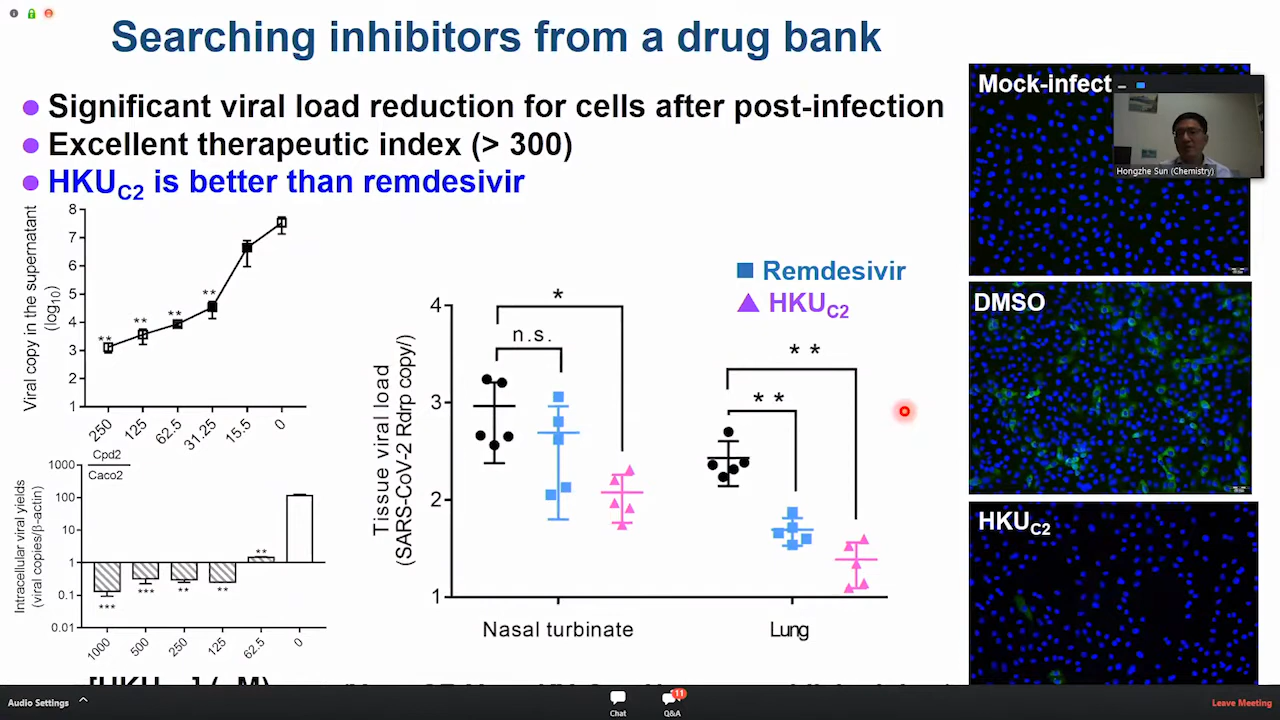 Searching inhibitors from a drug bank
Significant viral load reduction for cells after post-infection
Excellent therapeutic index (> 300)
HKUC2 is better than remdesivir
Mock-infect
Hongzhe Sun (Chemistry)
DMSO
HKUC2
Viral copy in the supernatant
(log10)
8
7
6
5
4
3
2
1
**
**
**
**
250
125
62.5
31.25
15.5
0
Cpd2
Caco2
Intracellular viral yields
(viral copies/β-actin)
1000
100
10
1
0.1
0.01
***
***
**
**
**
1000
500
250
125
62.5
0
Remdesivir
HKUC2
Tissue viral load
(SARS-CoV-2 Rdrp copy/)
4
3
2
1
*
n.s.
**
**
Nasal turbinate
Lung
Audio Settings
Chat
Q&A
11
Leave Meeting